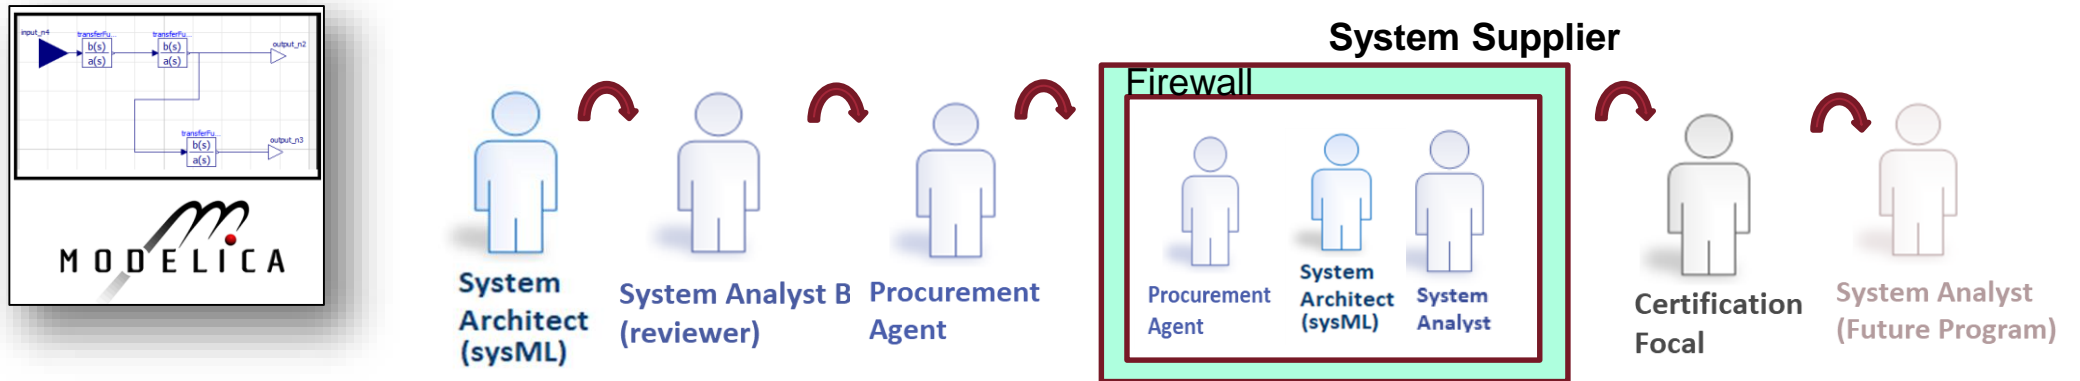 input_n4
transferFu...
b(s)
a(s)
transferFu...
b(s)
a(s)
output_n2
transferFu...
b(s)
a(s)
output_n3
MODELICA
System
Architect
(sysML)
System Analyst B
(reviewer)
Procurement
Agent
System Supplier
Firewall
Procurement
Agent
System
Architect
(sysML)
System
Analyst
Certification
Focal
System Analyst
(Future Program)